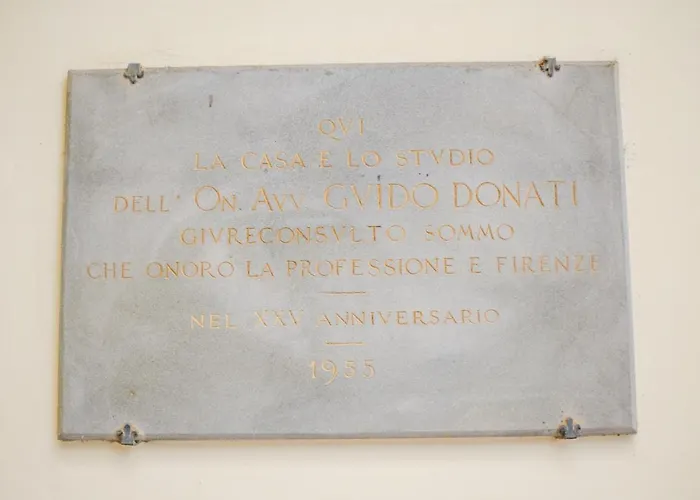 QVI
LA CASA E LO STVDIO
DELL' ON. AVV. GVIDO DONATI
GIVRECONSVLTO SOMMO
CHE ONORÒ LA PROFESSIONE E FIRENZE
NEL XXV ANNIVERSARIO
1955